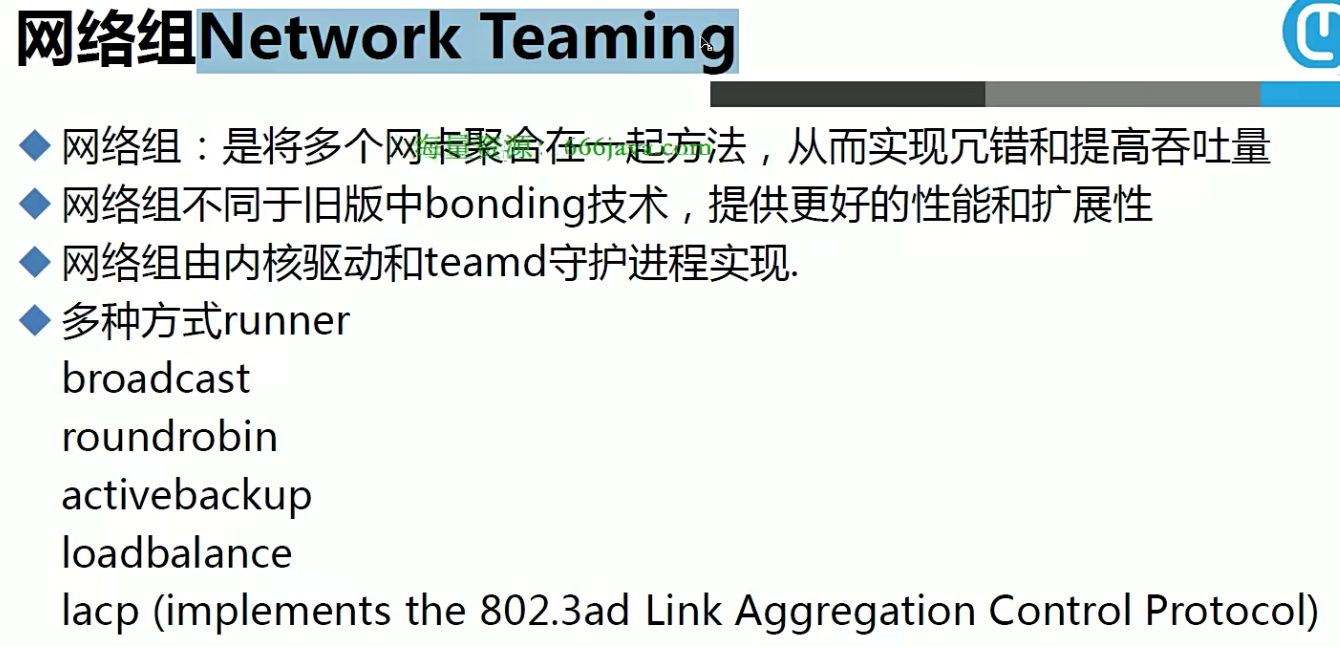 网络组Network Teaming
网络组：是将多个网卡聚合在一起方法，从而实现冗错和提高吞吐量
海量资源：666java.com
网络组不同于旧版中bonding技术，提供更好的性能和扩展性
网络组由内核驱动和teamd守护进程实现.
多种方式runner
broadcast
roundrobin
activebackup
loadbalance
lacp (implements the 802.3ad Link Aggregation Control Protocol)